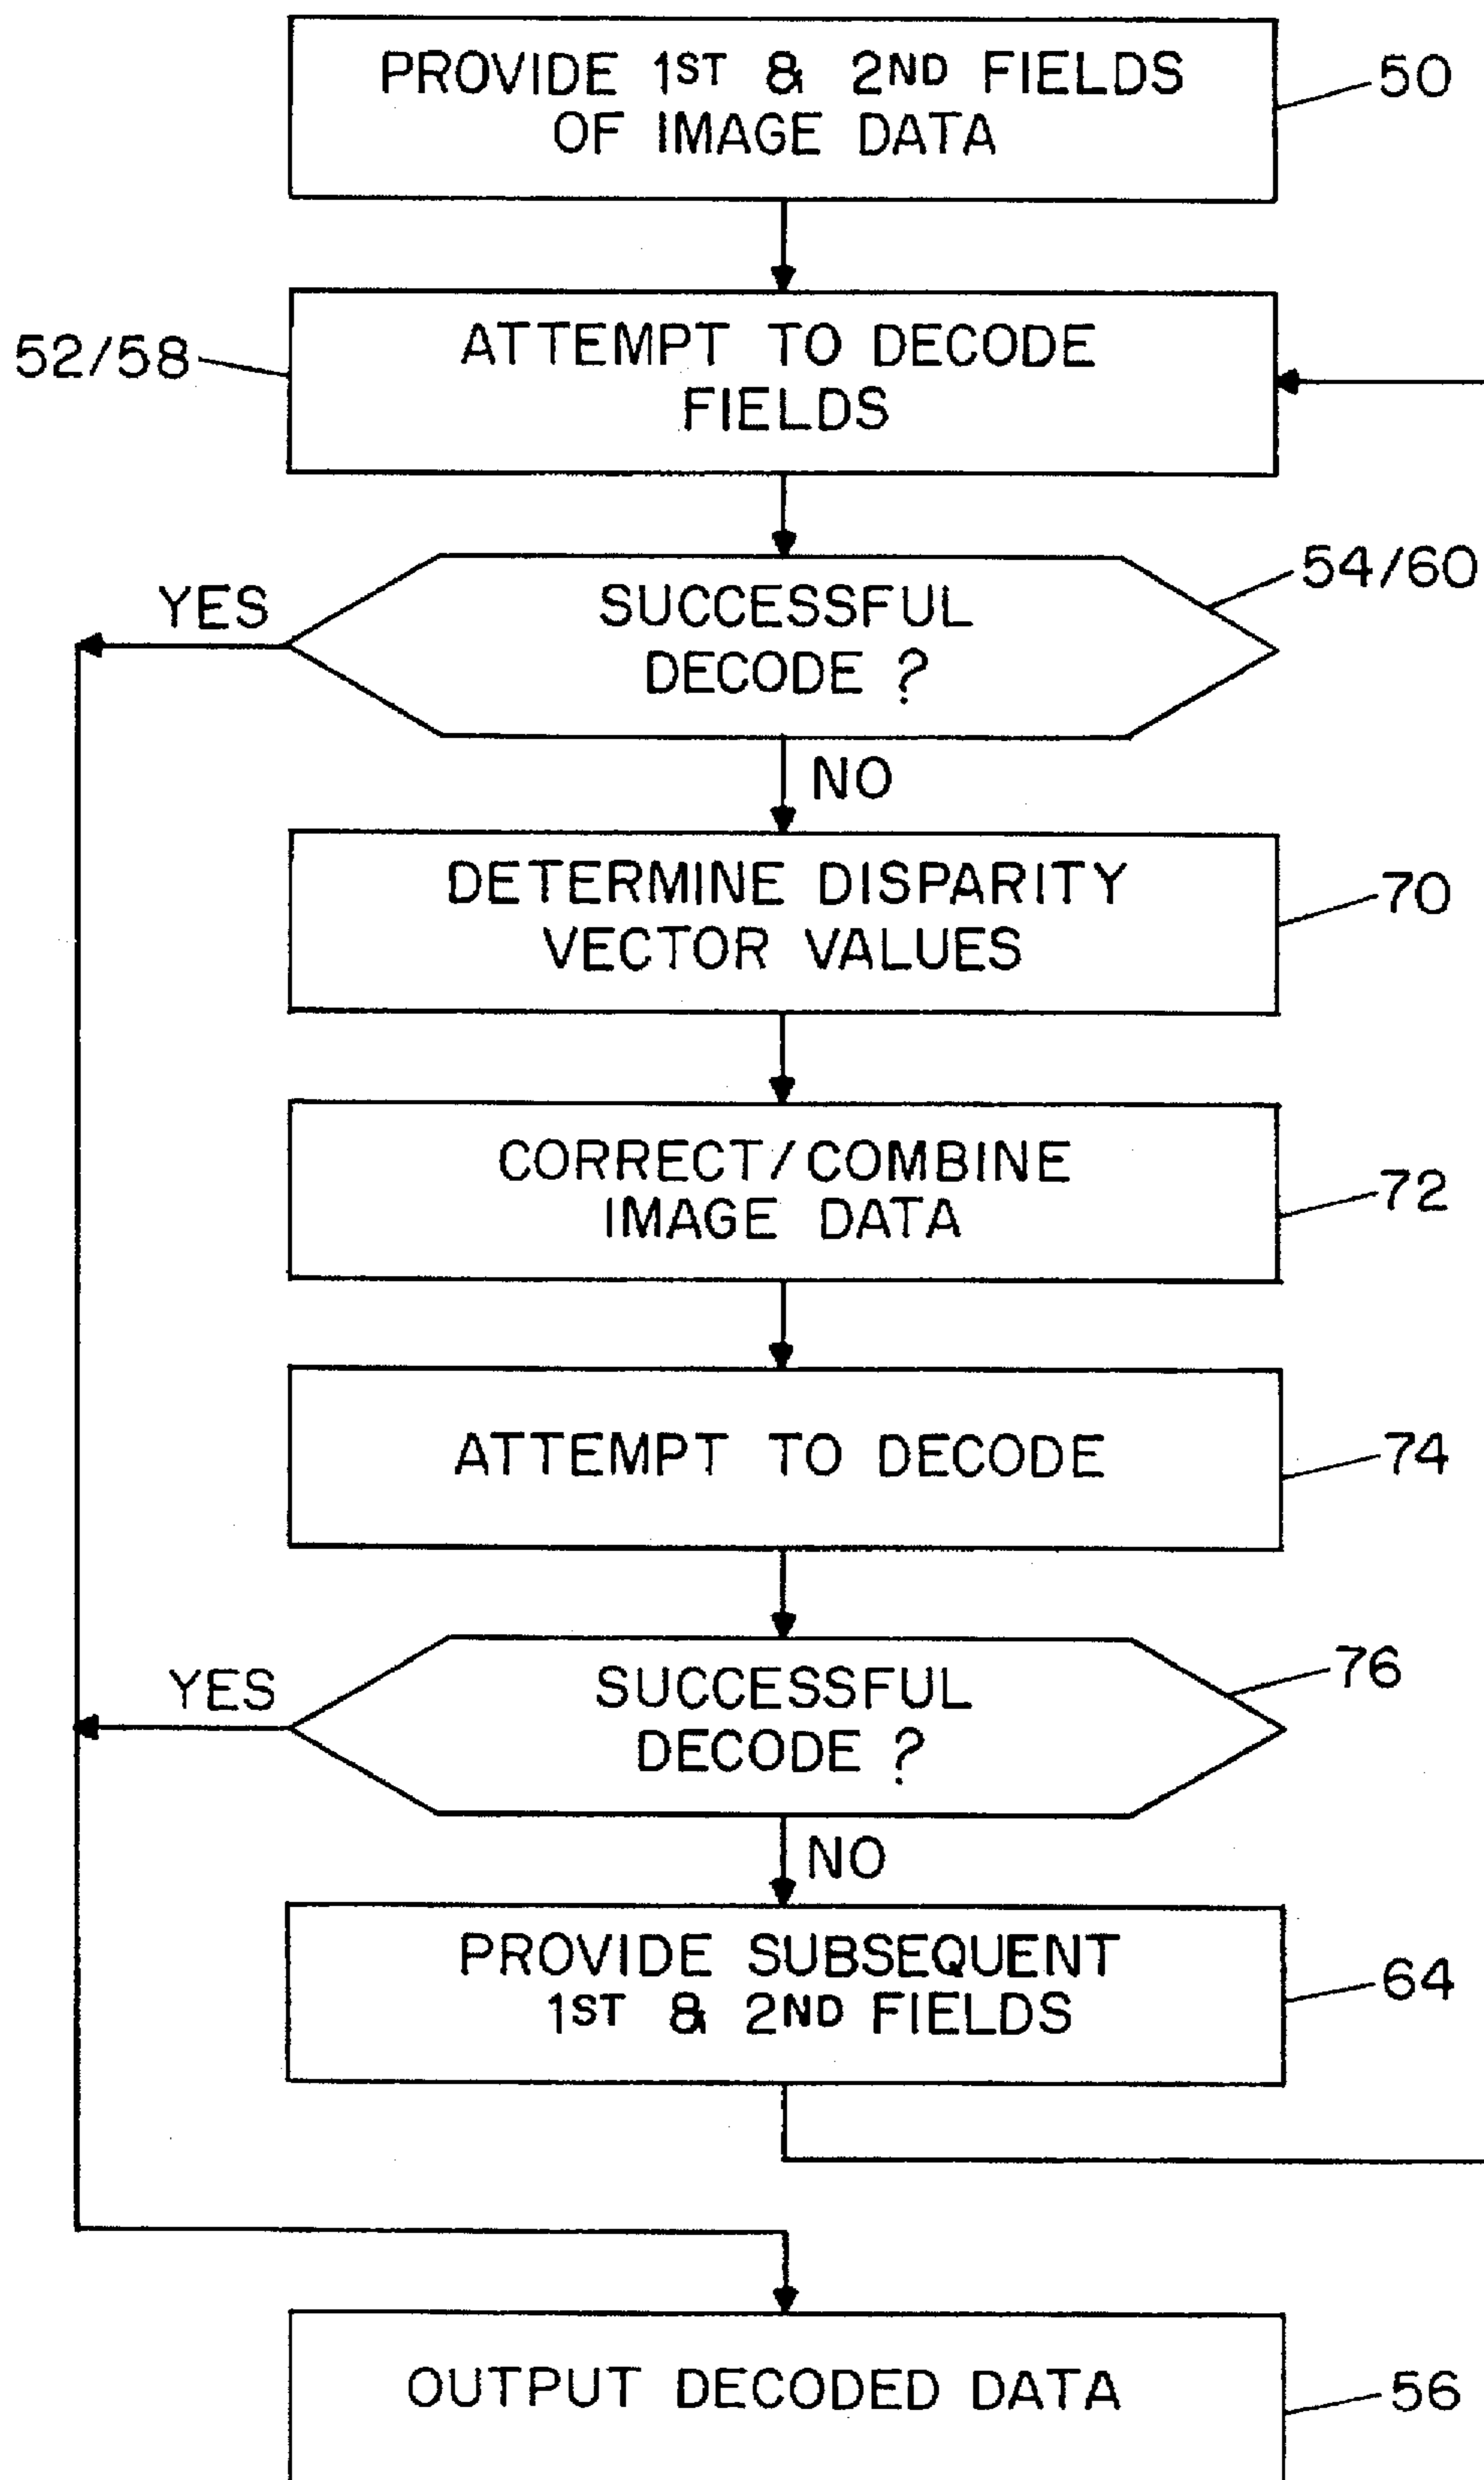 PROVIDE 1ST & 2ND FIELDS
OF IMAGE DATA
50
ATTEMPT TO DECODE
FIELDS
52/58
SUCCESSFUL
DECODE ?
54/60
YES
NO
DETERMINE DISPARITY
VECTOR VALUES
70
CORRECT/COMBINE
IMAGE DATA
72
ATTEMPT TO DECODE
74
SUCCESSFUL
DECODE ?
76
YES
NO
PROVIDE SUBSEQUENT
1ST & 2ND FIELDS
64
OUTPUT DECODED DATA
56